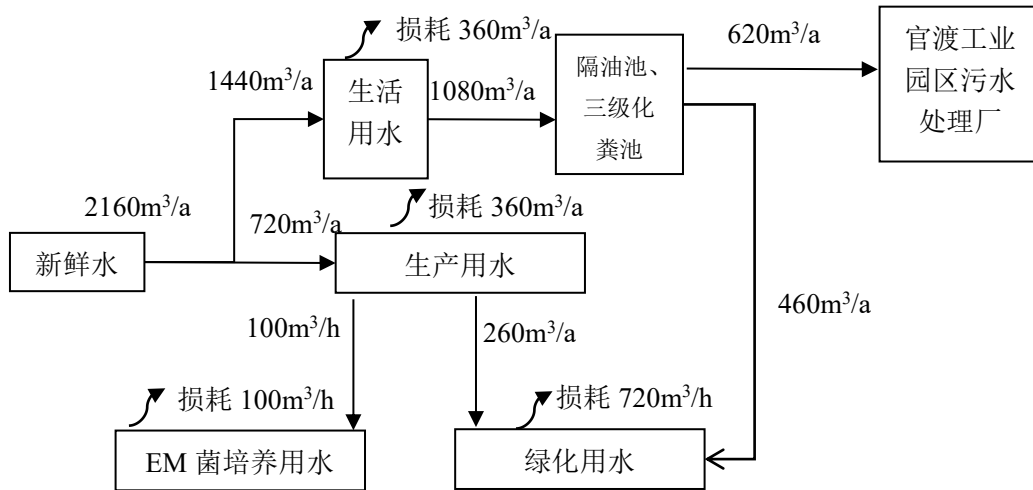 损耗 360m³/a
620m³/a
官渡工业
园区污水
处理厂
1440m³/a
生活
用水
1080m³/a
隔油池、
三级化
粪池
2160m³/a
720m³/a
损耗 360m³/a
新鲜水
生产用水
460m³/a
100m³/h
260m³/a
损耗 100m³/h
损耗 720m³/h
EM 菌培养用水
绿化用水